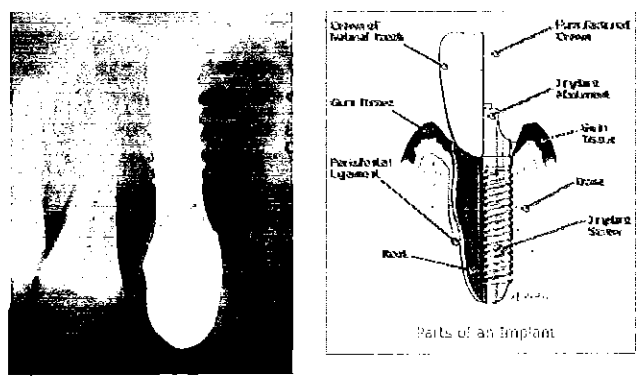 Crown of
Natural Tooth
Manufactured
Crown
Implant
Abutment
Gum Tissue
Gum
Tissue
Periodontal
Ligament
Bone
Implant
Screw
Root
Parts of an Implant